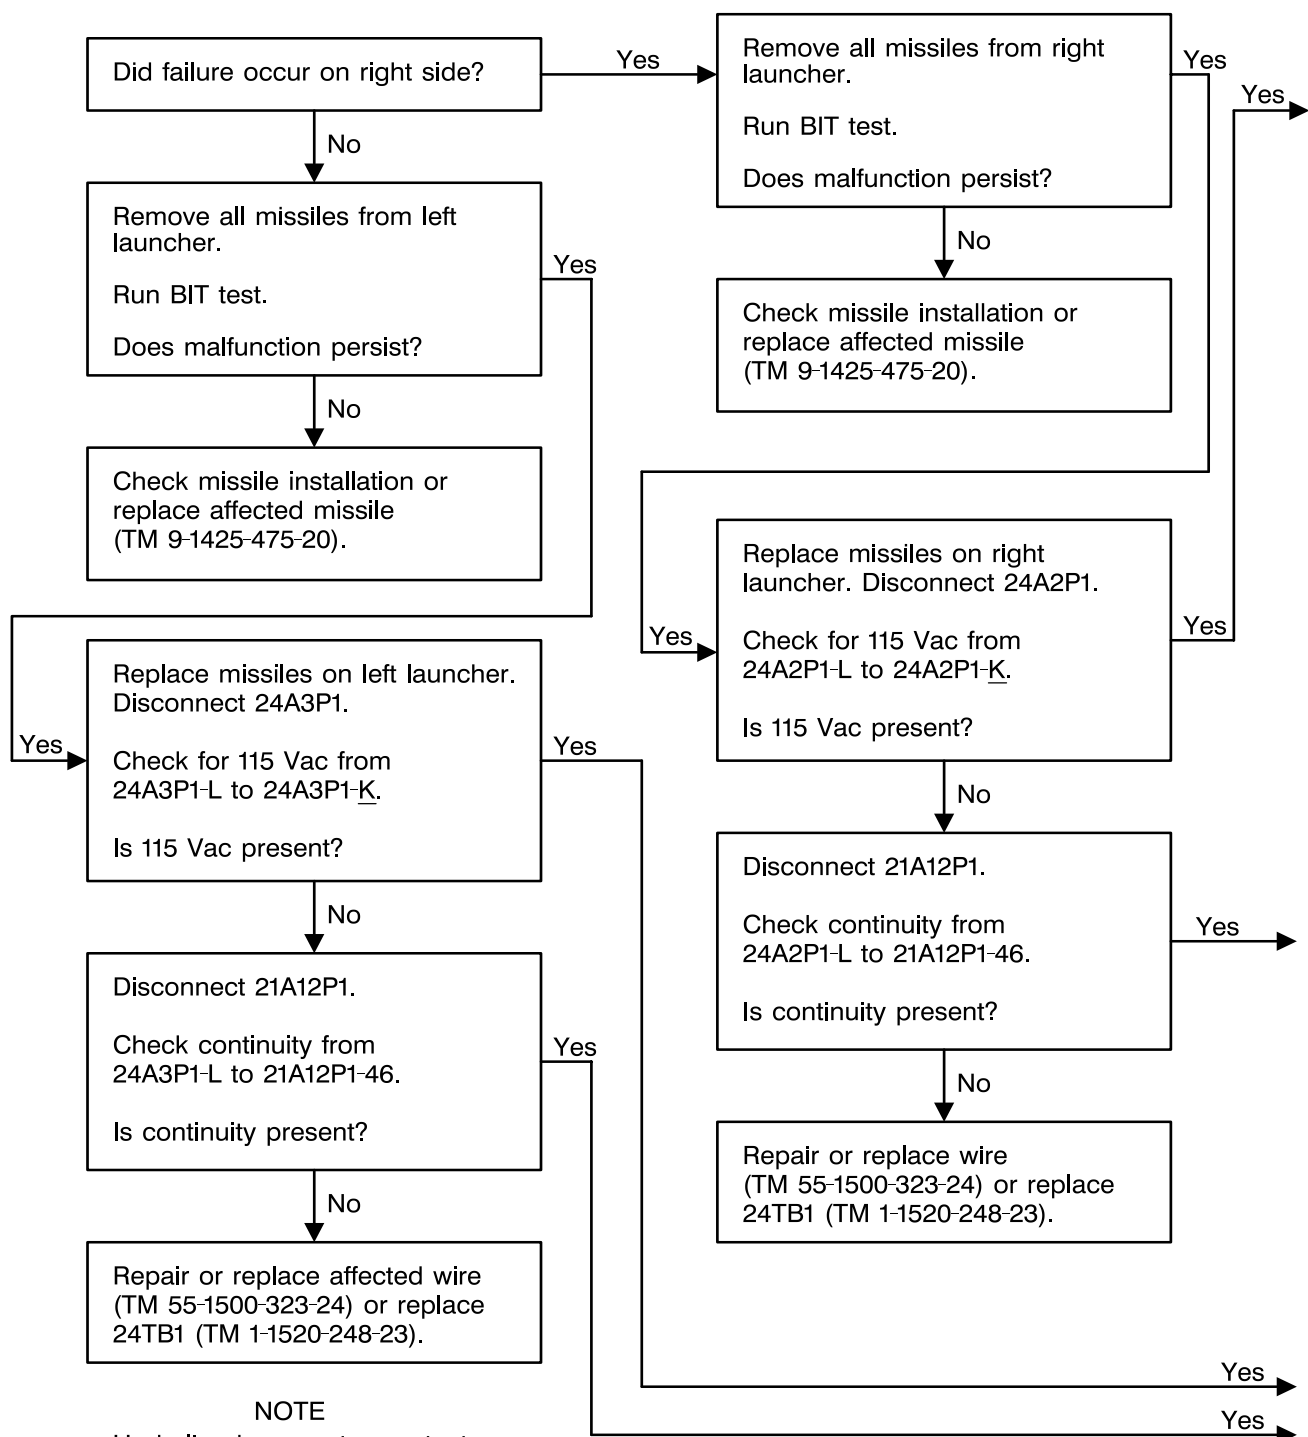 Did failure occur on right side?
Yes
No
Remove all missiles from left
launcher.
Run BIT test.
Does malfunction persist?
Yes
No
Check missile installation or
replace affected missile
(TM 9-1425-475-20).
Yes
Replace missiles on left launcher.
Disconnect 24A3P1.
Check for 115 Vac from
24A3P1-L to 24A3P1-K.
Is 115 Vac present?
Yes
No
Disconnect 21A12P1.
Check continuity from
24A3P1-L to 21A12P1-46.
Is continuity present?
Yes
No
Repair or replace affected wire
(TM 55-1500-323-24) or replace
24TB1 (TM 1-1520-248-23).
NOTE
Remove all missiles from right
launcher.
Run BIT test.
Does malfunction persist?
Yes
No
Check missile installation or
replace affected missile
(TM 9-1425-475-20).
Yes
Replace missiles on right
launcher. Disconnect 24A2P1.
Check for 115 Vac from
24A2P1-L to 24A2P1-K.
Is 115 Vac present?
Yes
Yes
No
Disconnect 21A12P1.
Check continuity from
24A2P1-L to 21A12P1-46.
Is continuity present?
Yes
No
Repair or replace wire
(TM 55-1500-323-24) or replace
24TB1 (TM 1-1520-248-23).
Yes
Yes